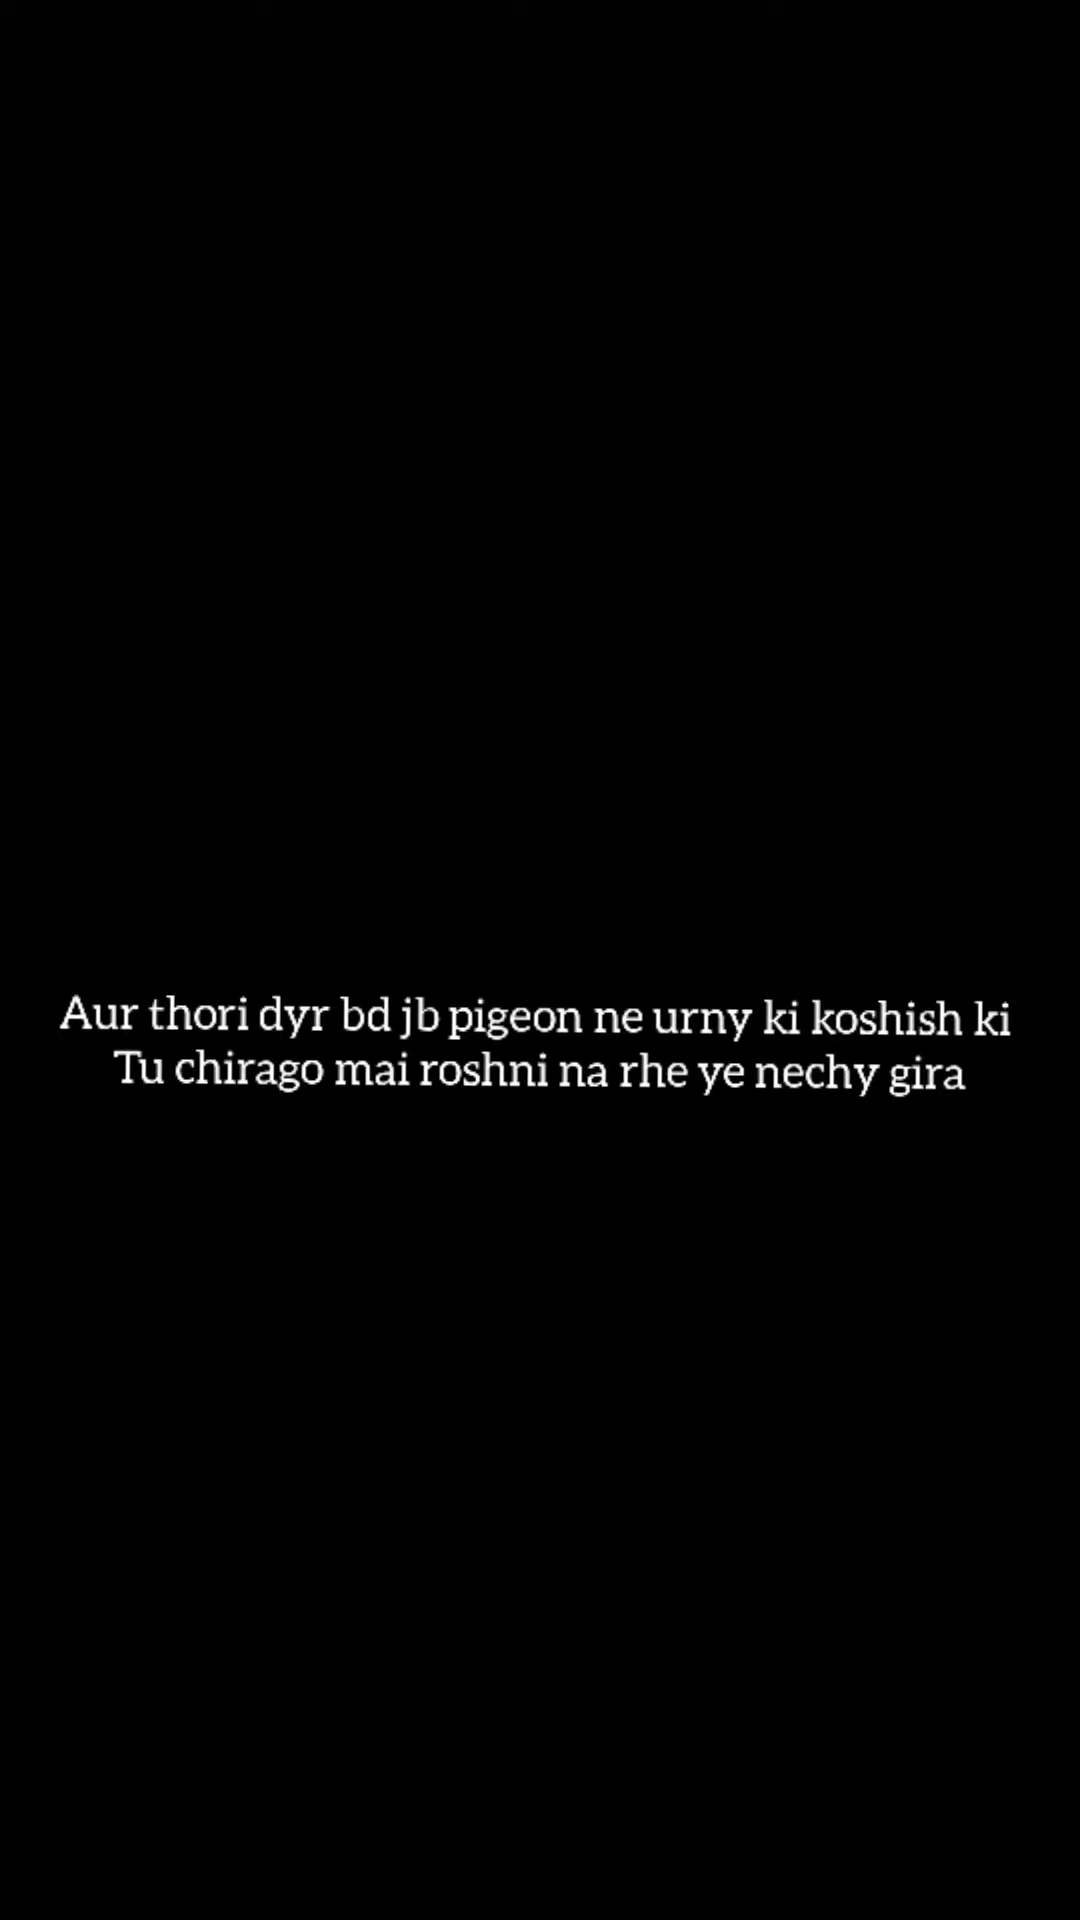 Aur thori dyr bd jb pigeon ne urny ki koshish ki
Tu chirago mai roshni na rhe ye nechy gira